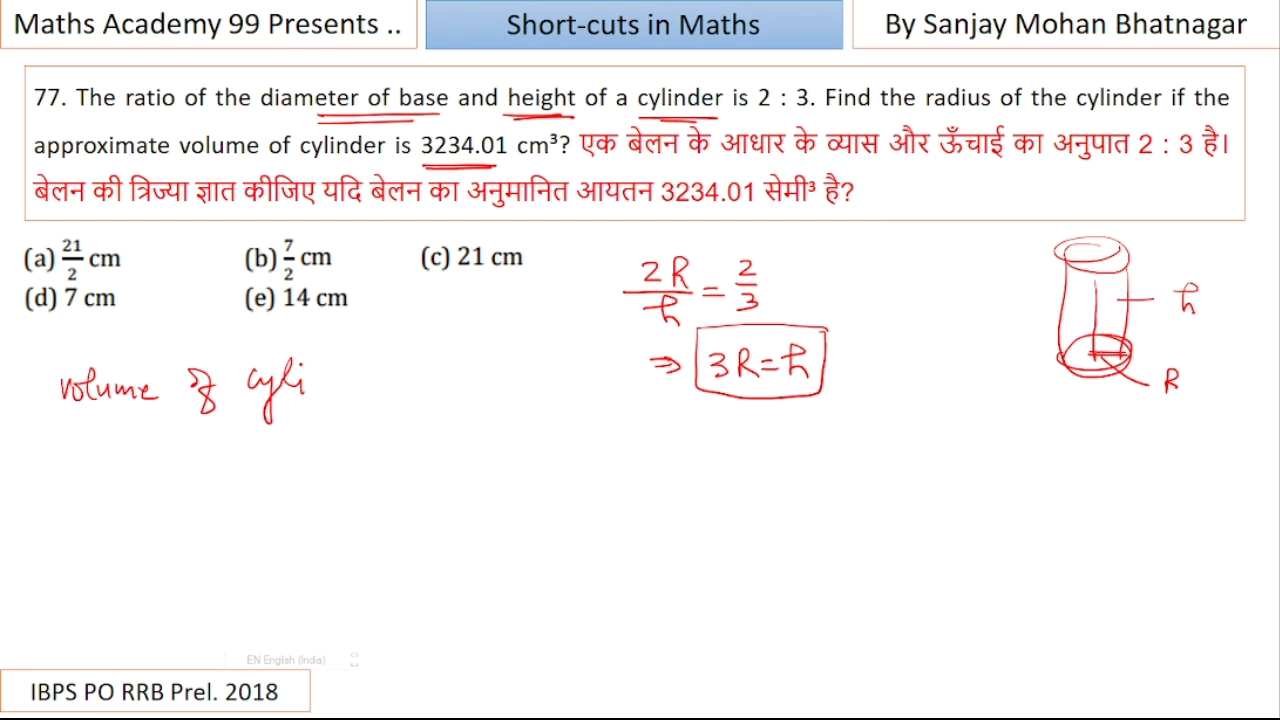 Maths Academy 99 Presents ..
Short-cuts in Maths
By Sanjay Mohan Bhatnagar
77. The ratio of the diameter of base and height of a cylinder is 2 : 3. Find the radius of the cylinder if the
approximate volume of cylinder is 3234.01 cm³? एक बेलन के आधार के व्यास और ऊँचाई का अनुपात 2 : 3 है।
बेलन की त्रिज्या ज्ञात कीजिए यदि बेलन का अनुमानित आयतन 3234.01 सेमी³ है?
(a) 21/2 cm (b) 7/2 cm (c) 21 cm
(d) 7 cm (e) 14 cm
2R/h = 2/3
⇒ 3R=h
h
R
volume of cyli
EN English (India)
IBPS PO RRB Prel. 2018